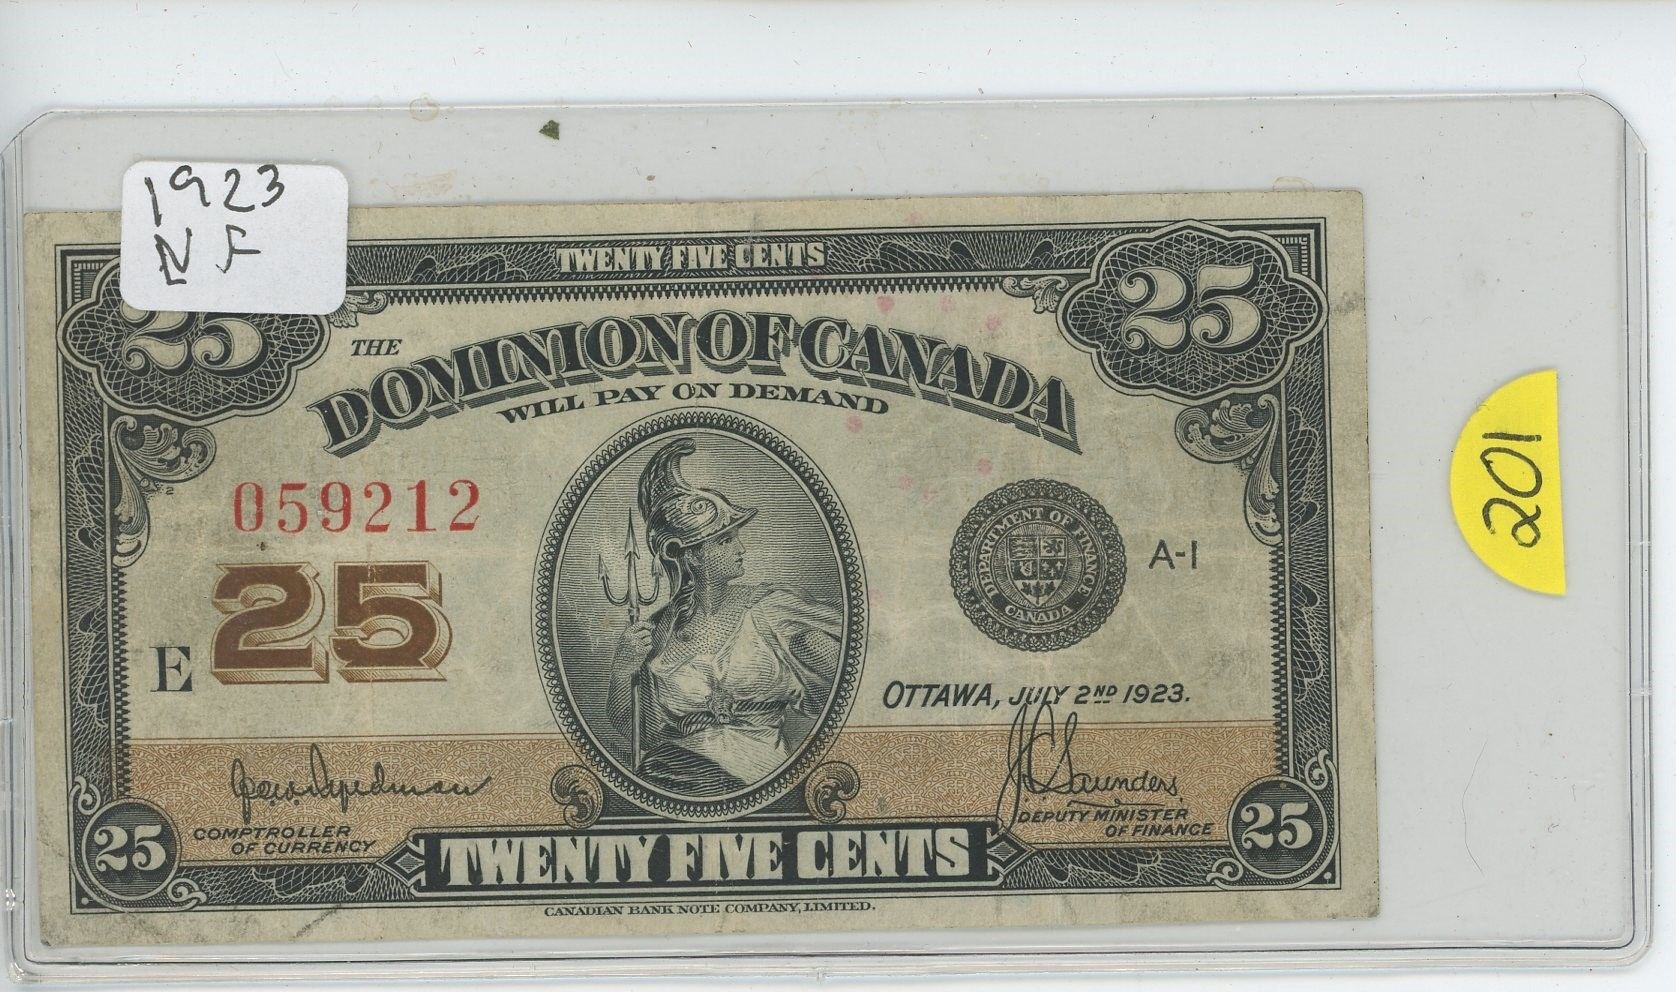 1923
NF
TWENTY FIVE CENTS
25
25
THE
DOMINION OF CANADA
WILL PAY ON DEMAND
059212
25
E
DEPARTMENT OF FINANCE
CANADA
A-1
OTTAWA, JULY 2ND 1923.
J C Saunders
COMPTROLLER
OF CURRENCY
DEPUTY MINISTER
OF FINANCE
25
TWENTY FIVE CENTS
25
CANADIAN BANK NOTE COMPANY, LIMITED.
201